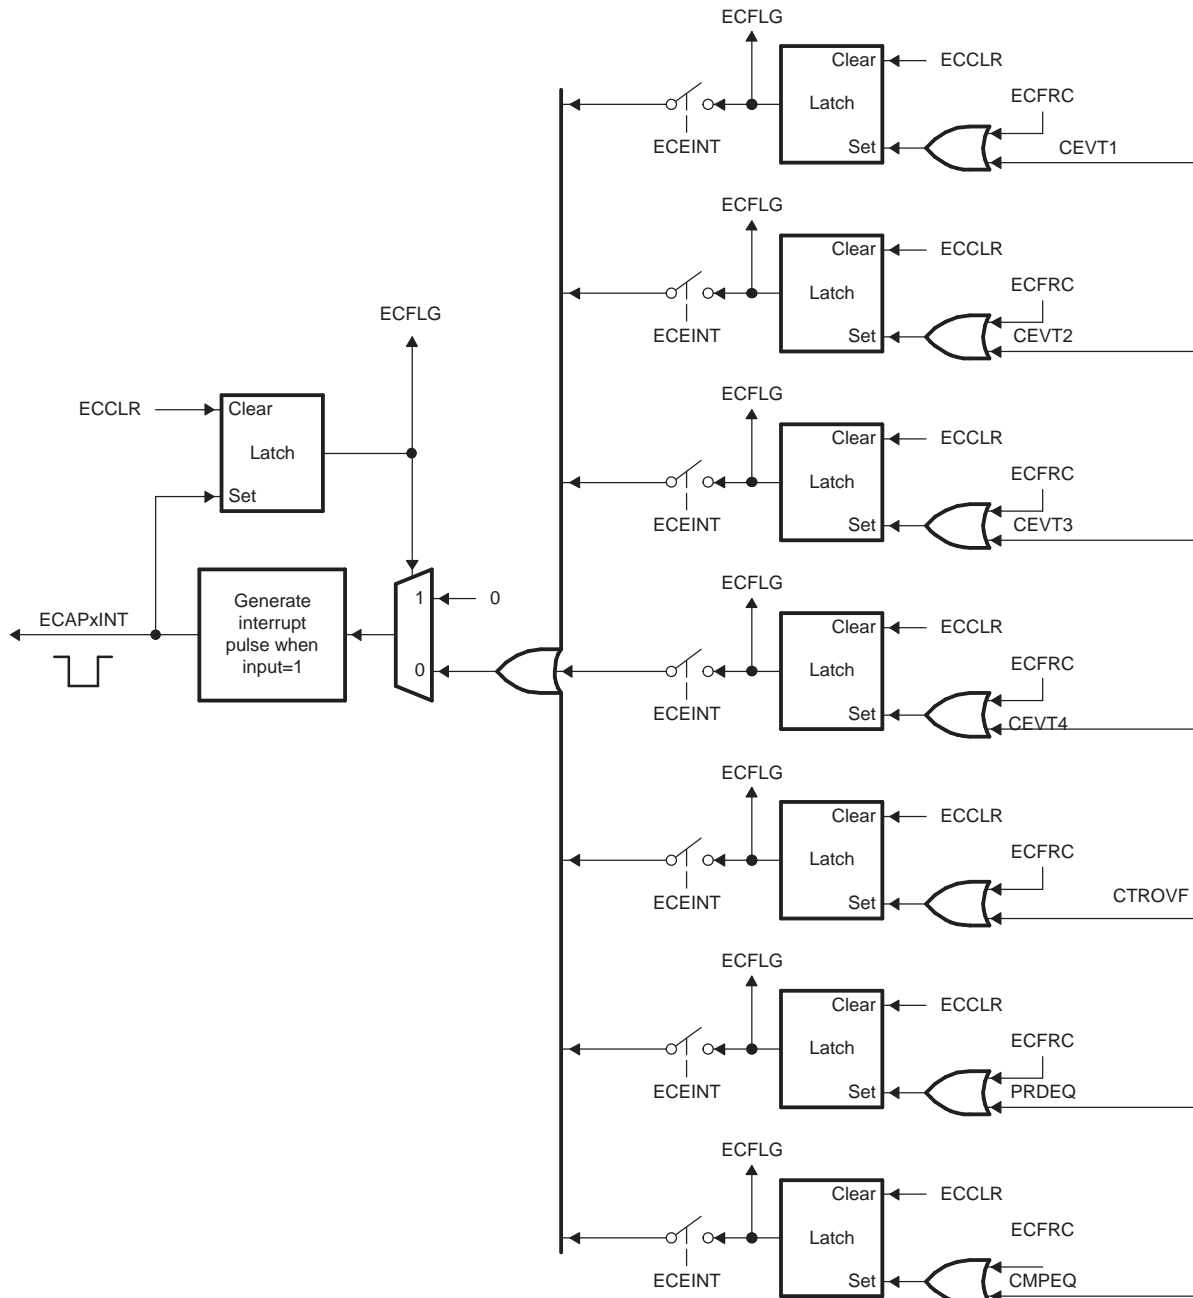 ECFLG
Clear
ECCLR
Latch
ECFRC
ECEINT
Set
CEVT1
ECFLG
Clear
ECCLR
Latch
ECFRC
ECEINT
Set
CEVT2
ECFLG
Clear
ECCLR
Latch
ECFRC
ECEINT
Set
CEVT3
ECFLG
Clear
ECCLR
Latch
ECFRC
ECEINT
Set
CEVT4
ECFLG
Clear
ECCLR
Latch
ECFRC
ECEINT
Set
CTROVF
ECFLG
Clear
ECCLR
Latch
ECFRC
ECEINT
Set
PRDEQ
ECFLG
Clear
ECCLR
Latch
ECFRC
ECEINT
Set
CMPEQ
ECFLG
ECCLR
Clear
Latch
Set
ECAPxINT
Generate
interrupt
pulse when
input=1
1
0
0